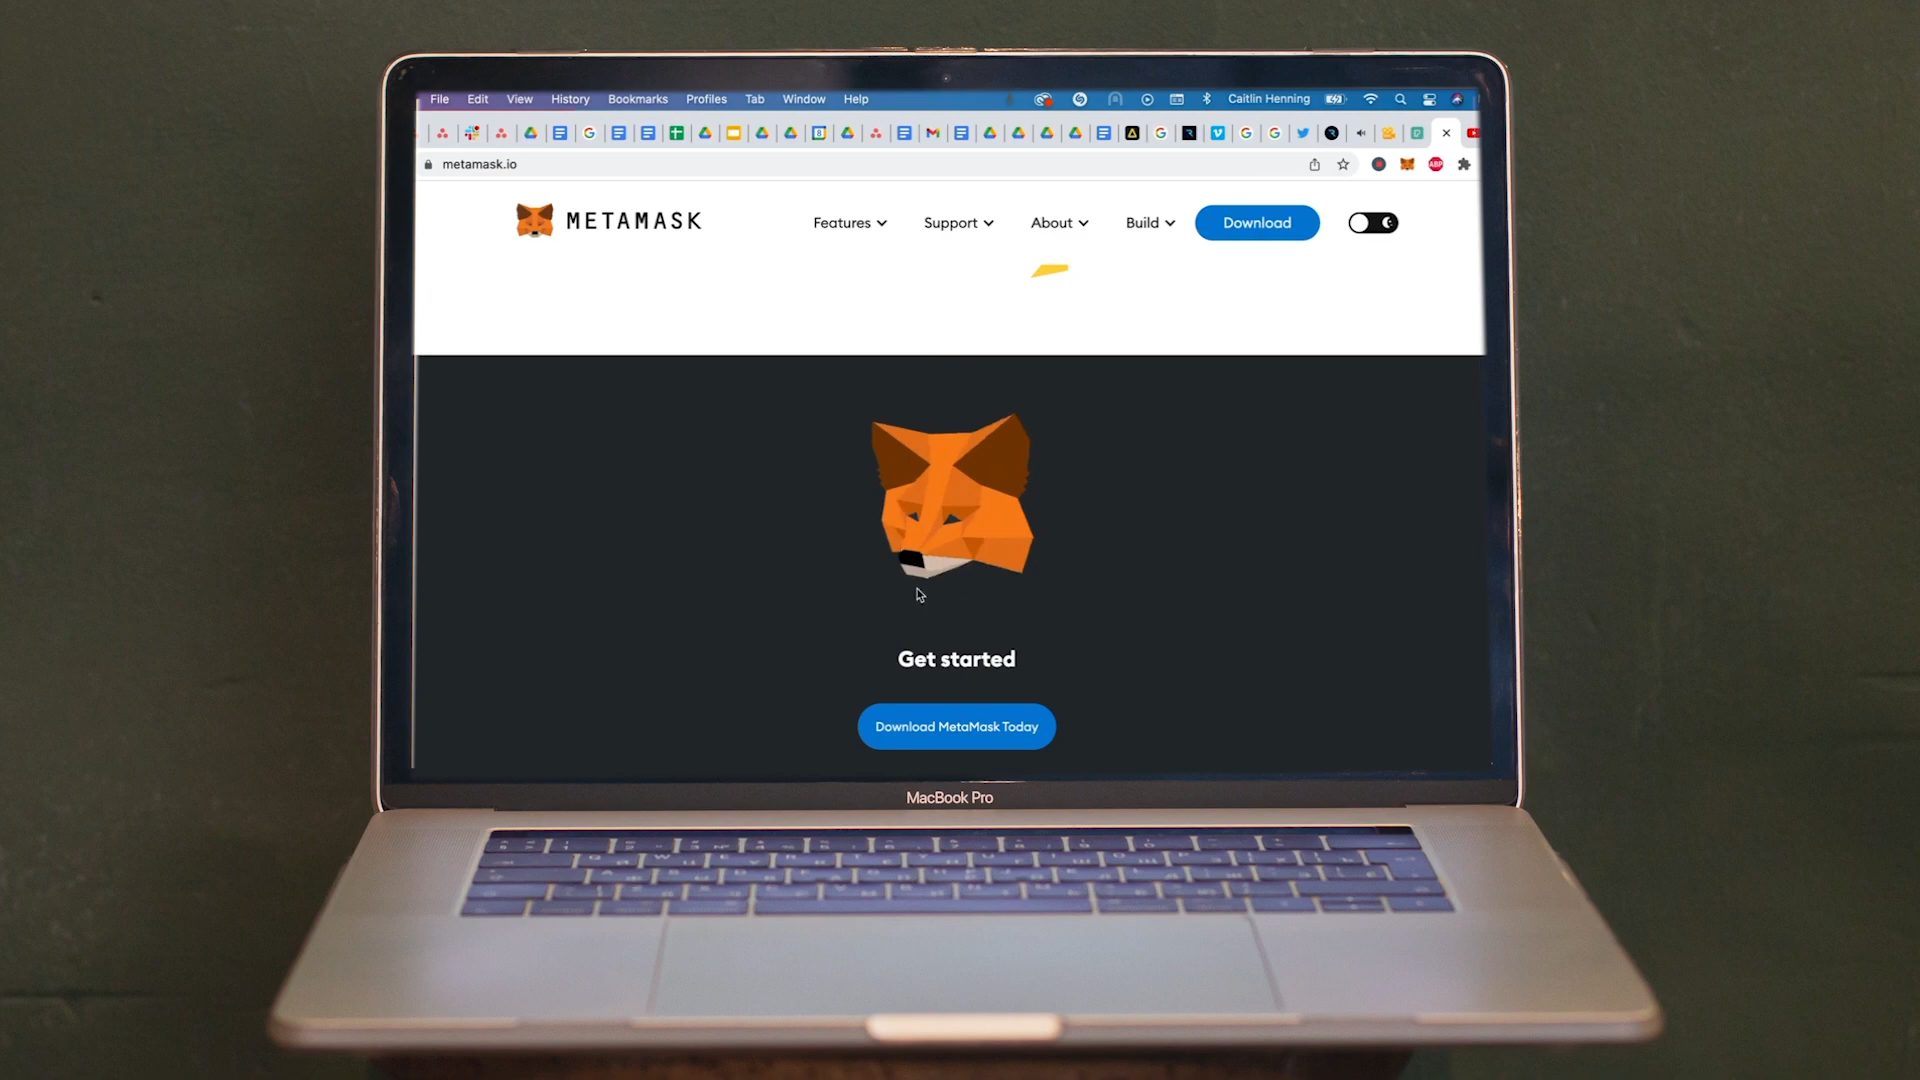 File Edit View History Bookmarks Profiles Tab Window Help Caitlin Henning
metamask.io
ABP
METAMASK
Features Support About Build Download
Get started
Download MetaMask Today
MacBook Pro